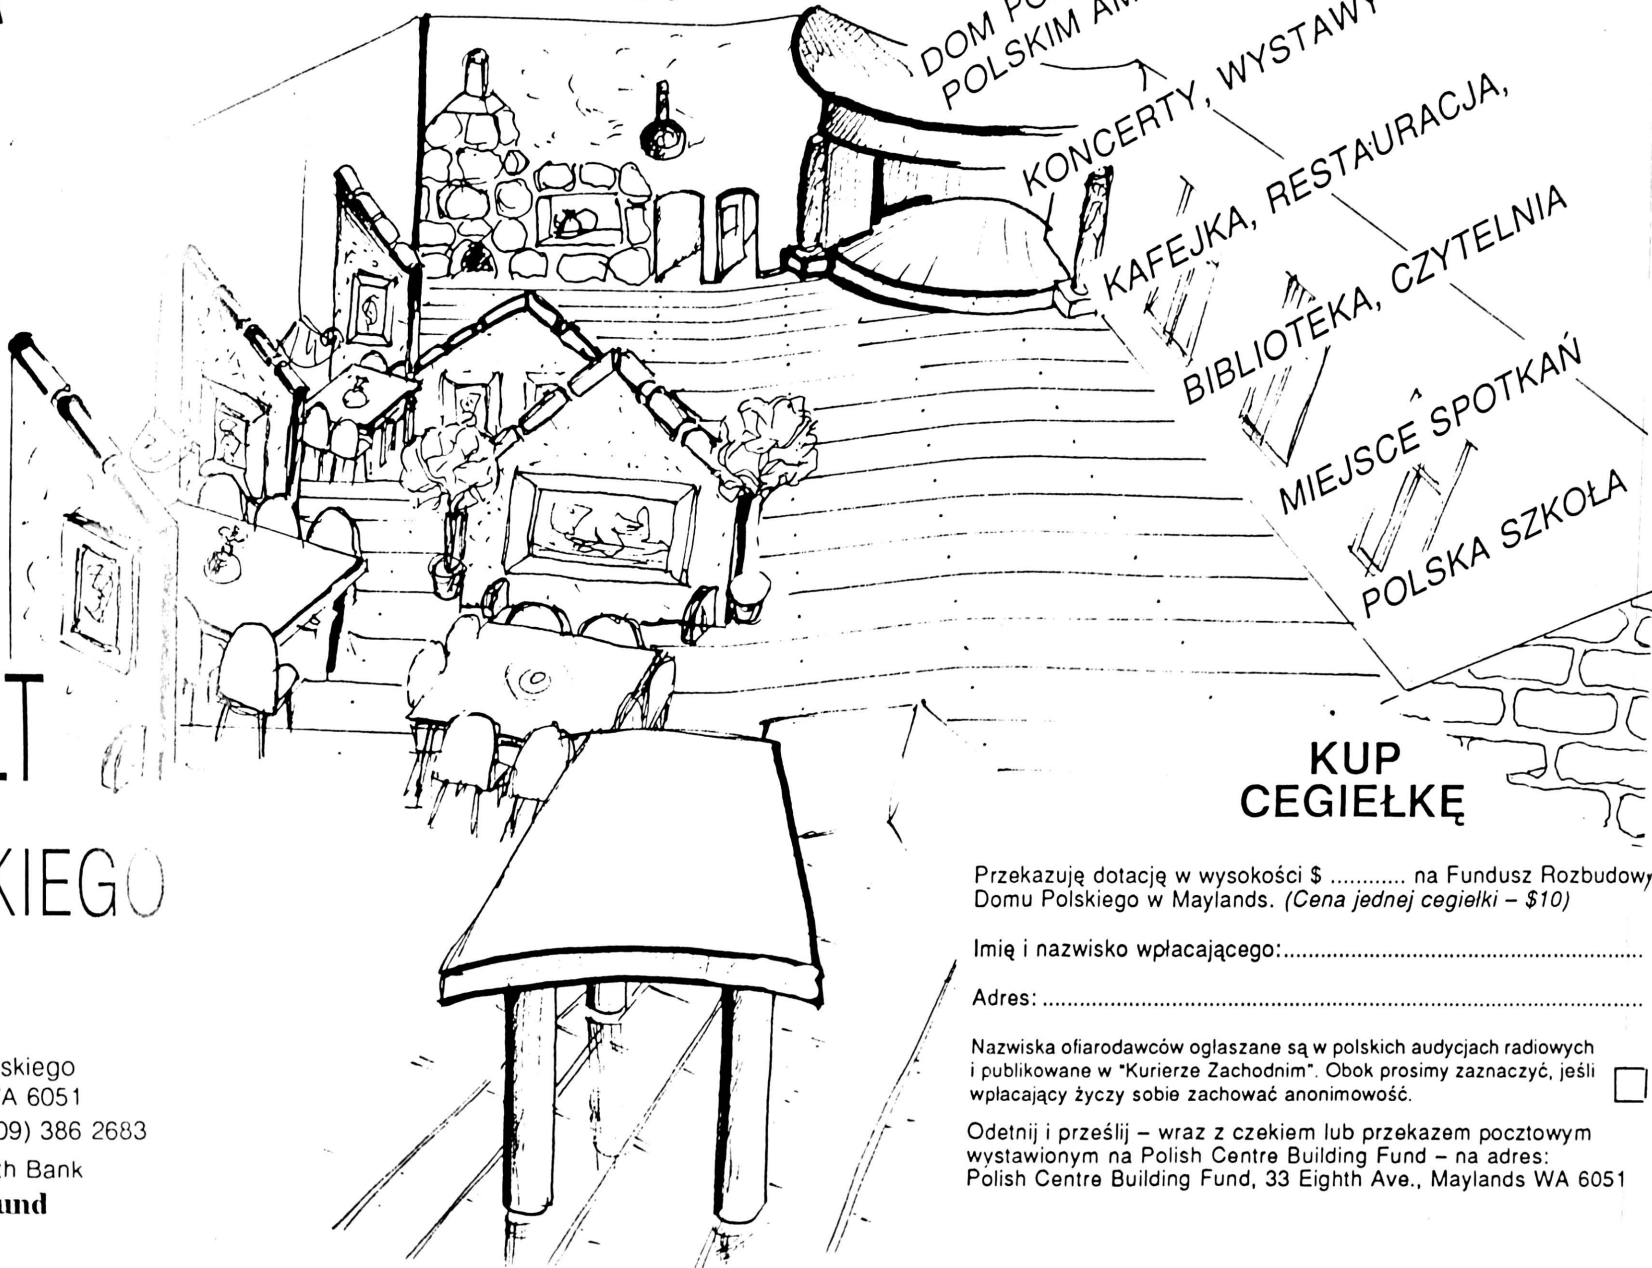 DOM
POLSKIM
KONCERTY, WYSTAWY
KAFEJKA, RESTAURACJA,
BIBLIOTEKA, CZYTELNIA
MIEJSCE SPOTKAŃ
POLSKA SZKOŁA
LT
KIEGO
skiego
A 6051
09) 386 2683
th Bank
und
KUP
CEGIEŁKĘ
Przekazuję dotację w wysokości $ ............ na Fundusz Rozbudowy
Domu Polskiego w Maylands. (Cena jednej cegiełki – $10)
Imię i nazwisko wpłacającego:..........................................................
Adres: ................................................................................................
Nazwiska ofiarodawców ogłaszane są w polskich audycjach radiowych
i publikowane w "Kurierze Zachodnim". Obok prosimy zaznaczyć, jeśli
wpłacający życzy sobie zachować anonimowość.
Odetnij i prześlij – wraz z czekiem lub przekazem pocztowym
wystawionym na Polish Centre Building Fund – na adres:
Polish Centre Building Fund, 33 Eighth Ave., Maylands WA 6051